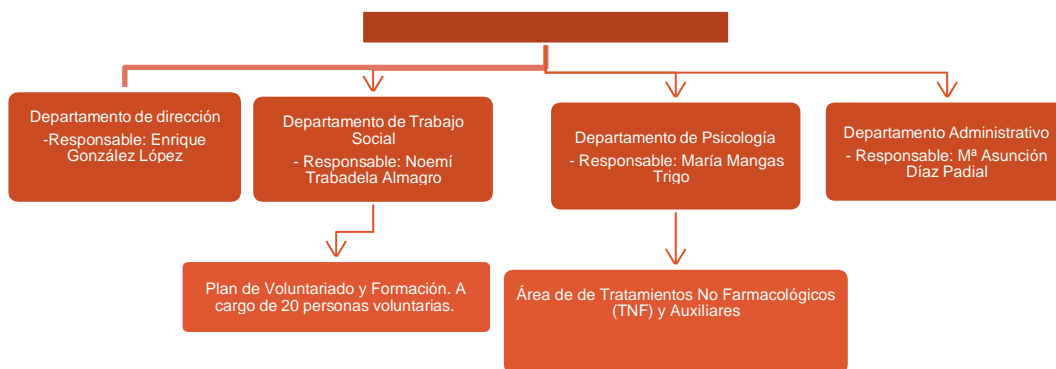 Departamento de dirección
-Responsable: Enrique
González López
Departamento de Trabajo
Social
- Responsable: Noemí
Trabadela Almagro
Departamento de Psicología
- Responsable: María Mangas
Trigo
Departamento Administrativo
- Responsable: Mª Asunción
Díaz Padial
Plan de Voluntariado y Formación. A
cargo de 20 personas voluntarias.
Área de de Tratamientos No Farmacológicos
(TNF) y Auxiliares